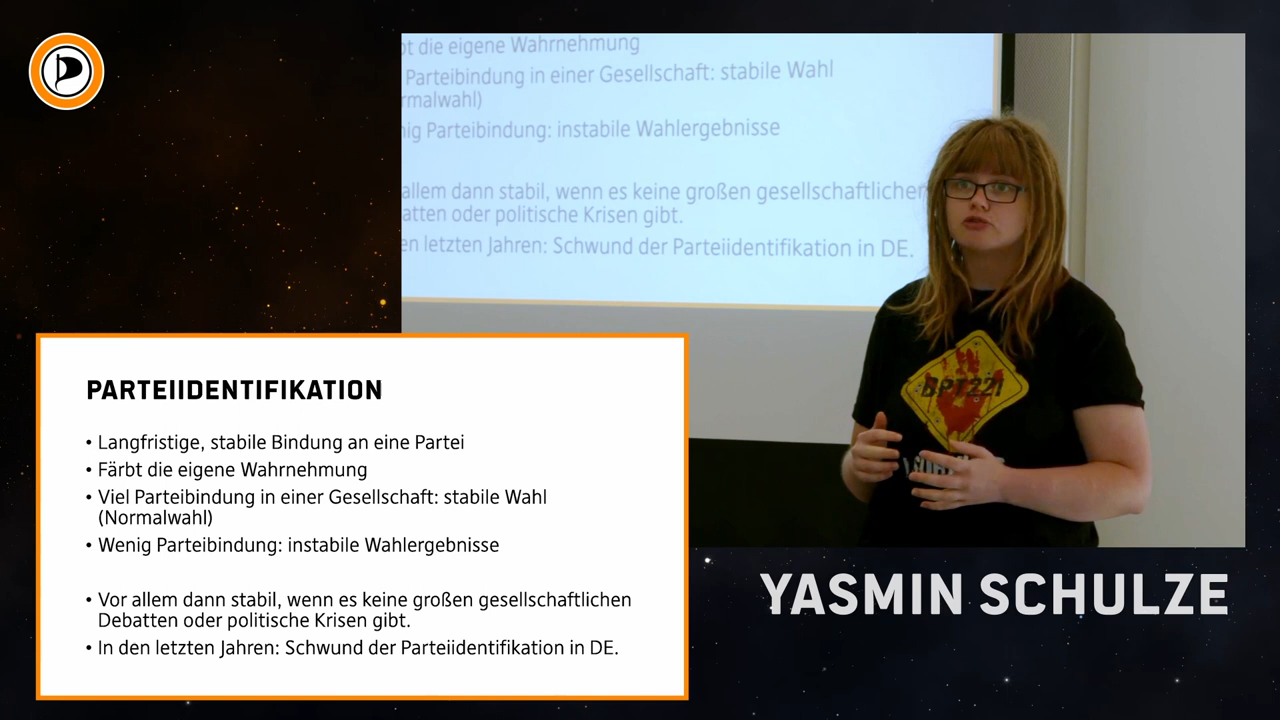 bt die eigene Wahrnehmung
Parteibindung in einer Gesellschaft: stabile Wahl
rmalwahl)
nig Parteibindung: instabile Wahlergebnisse
allem dann stabil, wenn es keine großen gesellschaftlichen
atten oder politische Krisen gibt.
en letzten Jahren: Schwund der Parteiidentifikation in DE.
BPT221
PARTEIIDENTIFIKATION
• Langfristige, stabile Bindung an eine Partei
• Färbt die eigene Wahrnehmung
• Viel Parteibindung in einer Gesellschaft: stabile Wahl
(Normalwahl)
• Wenig Parteibindung: instabile Wahlergebnisse
• Vor allem dann stabil, wenn es keine großen gesellschaftlichen
Debatten oder politische Krisen gibt.
• In den letzten Jahren: Schwund der Parteiidentifikation in DE.
YASMIN SCHULZE